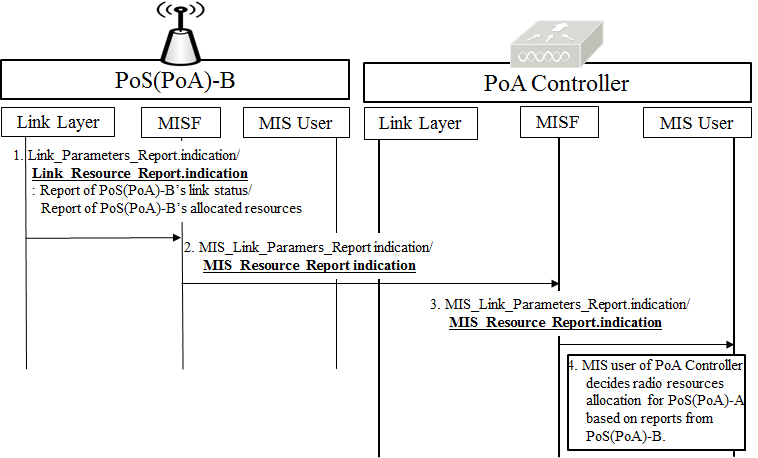 PoS(PoA)-B
PoA Controller
Link Layer
MISF
MIS User
Link Layer
MISF
MIS User
1. Link_Parameters_Report.indication/
Link_Resource_Report.indication
: Report of PoS(PoA)-B's link status/
Report of PoS(PoA)-B's allocated resources
2. MIS_Link_Paramers_Report indication/
MIS_Resource_Report indication
3. MIS_Link_Parameters_Report.indication/
MIS_Resource_Report.indication
4. MIS user of PoA Controller
decides radio resources
allocation for PoS(PoA)-A
based on reports from
PoS(PoA)-B.